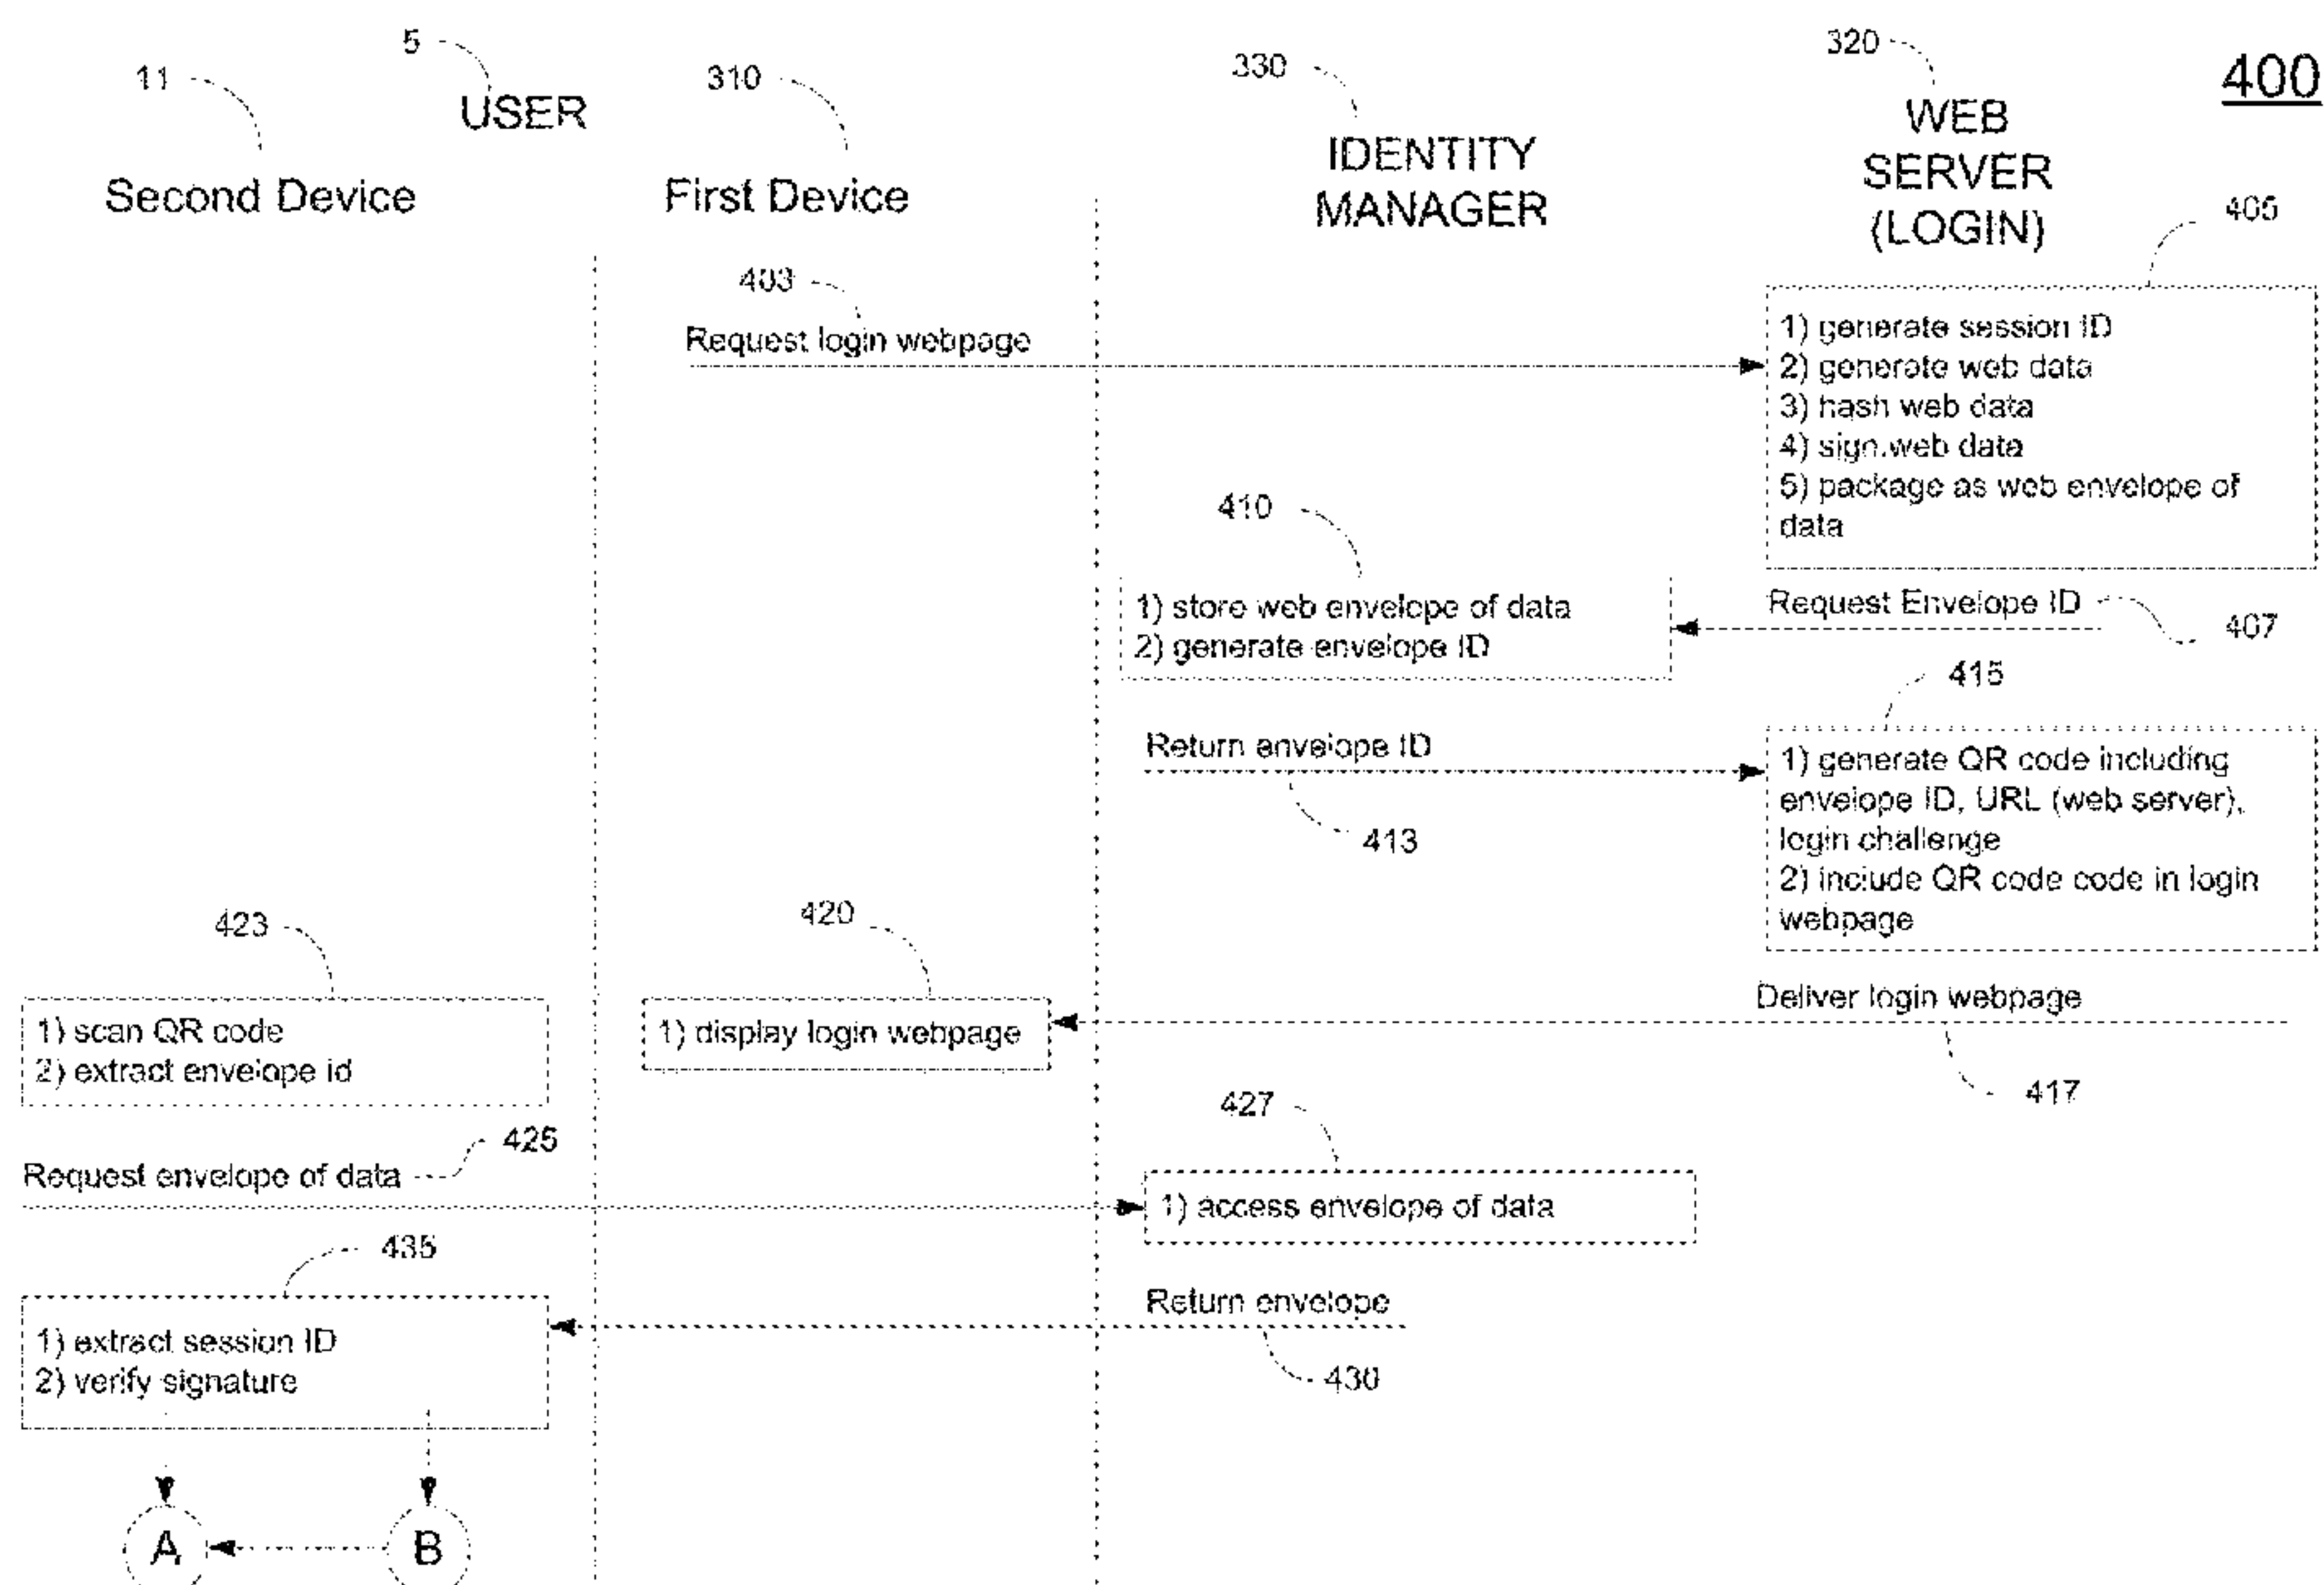 400
5
USER
11
Second Device
310
First Device
330
IDENTITY
MANAGER
320
WEB
SERVER
(LOGIN)
403
Request login webpage
405
1) generate session ID
2) generate web data
3) hash web data
4) sign.web data
5) package as web envelope of
data
410
1) store web envelope of data
2) generate envelope ID
Request Envelope ID
407
Return envelope ID
413
415
1) generate QR code including
envelope ID, URL (web server),
login challenge
2) include QR code code in login
webpage
423
1) scan QR code
2) extract envelope id
420
1) display login webpage
Deliver login webpage
417
Request envelope of data
425
427
1) access envelope of data
435
1) extract session ID
2) verify signature
Return envelope
430
A
B